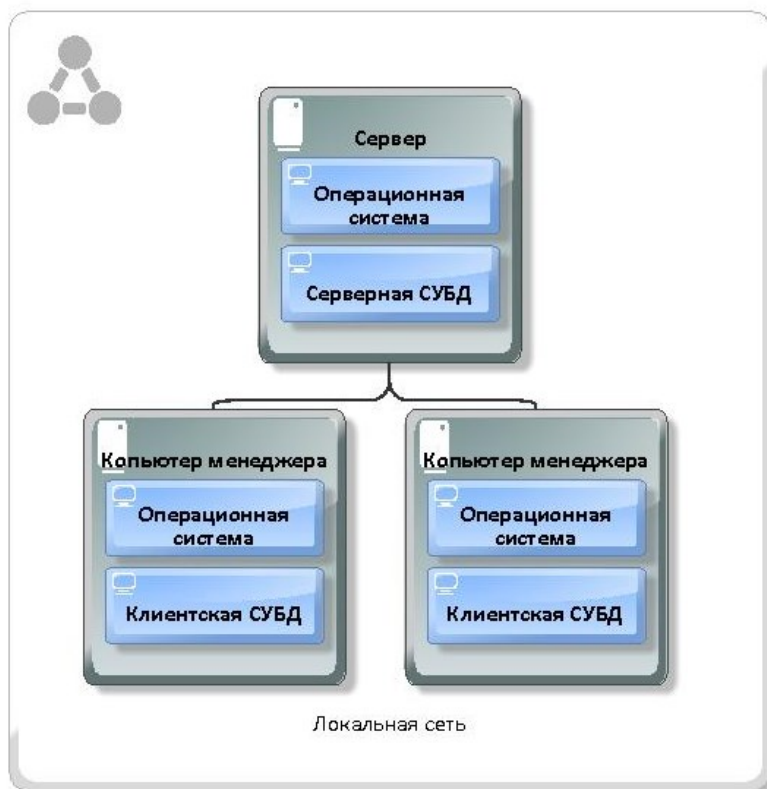 Сервер
Операционная
система
Серверная СУБД
Копьютер менеджера
Операционная
система
Клиентская СУБД
Копьютер менеджера
Операционная
система
Клиентская СУБД
Локальная сеть